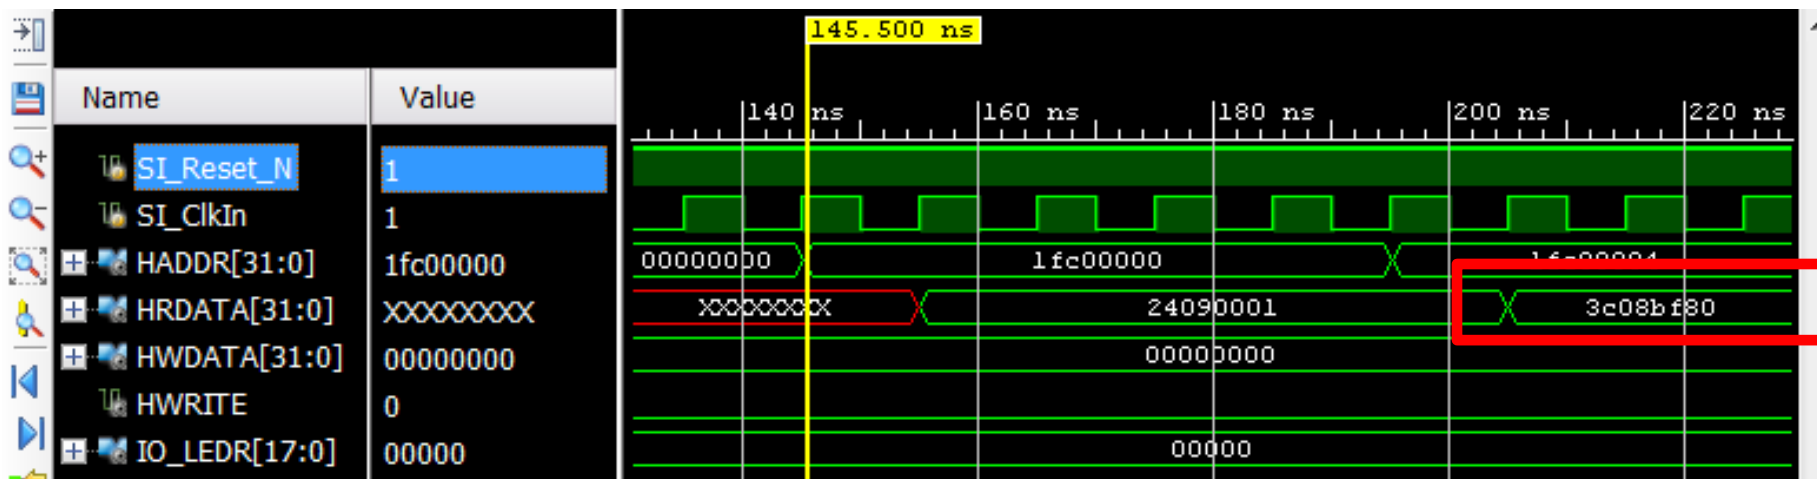 145.500 ns
Name Value
140 ns 160 ns 180 ns 200 ns 220 ns
SI_Reset_N 1
SI_ClkIn 1
HADDR[31:0] 1fc00000 00000000 1fc00000
HRDATA[31:0] XXXXXXXX XXXXXXXX 24090001 3c08bf80
HWDATA[31:0] 00000000 00000000
HWRITE 0
IO_LEDR[17:0] 00000 00000